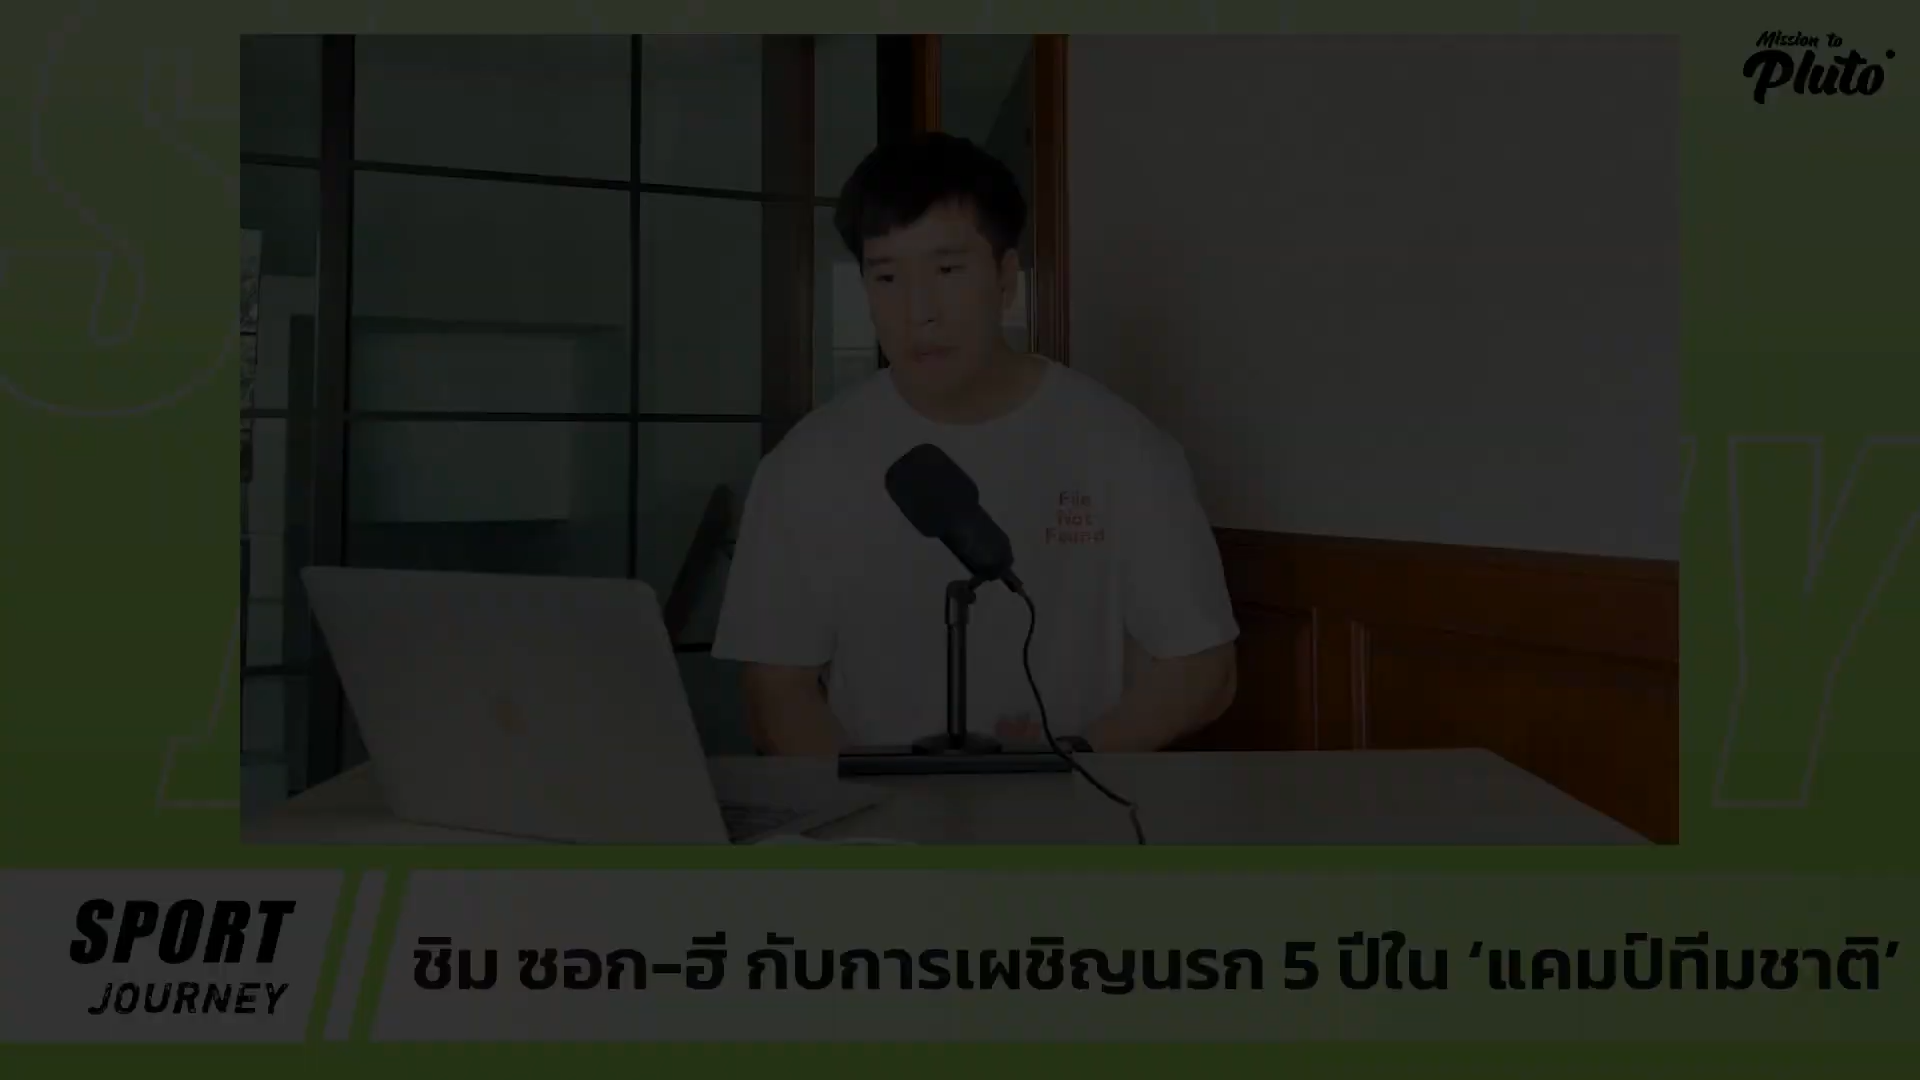 Mission to
Pluto
File
Not
Found
SPORT
JOURNEY
ชิม ซอก-ฮี กับการเผชิญนรก 5 ปีใน ‘แคมป์ทีมชาติ’